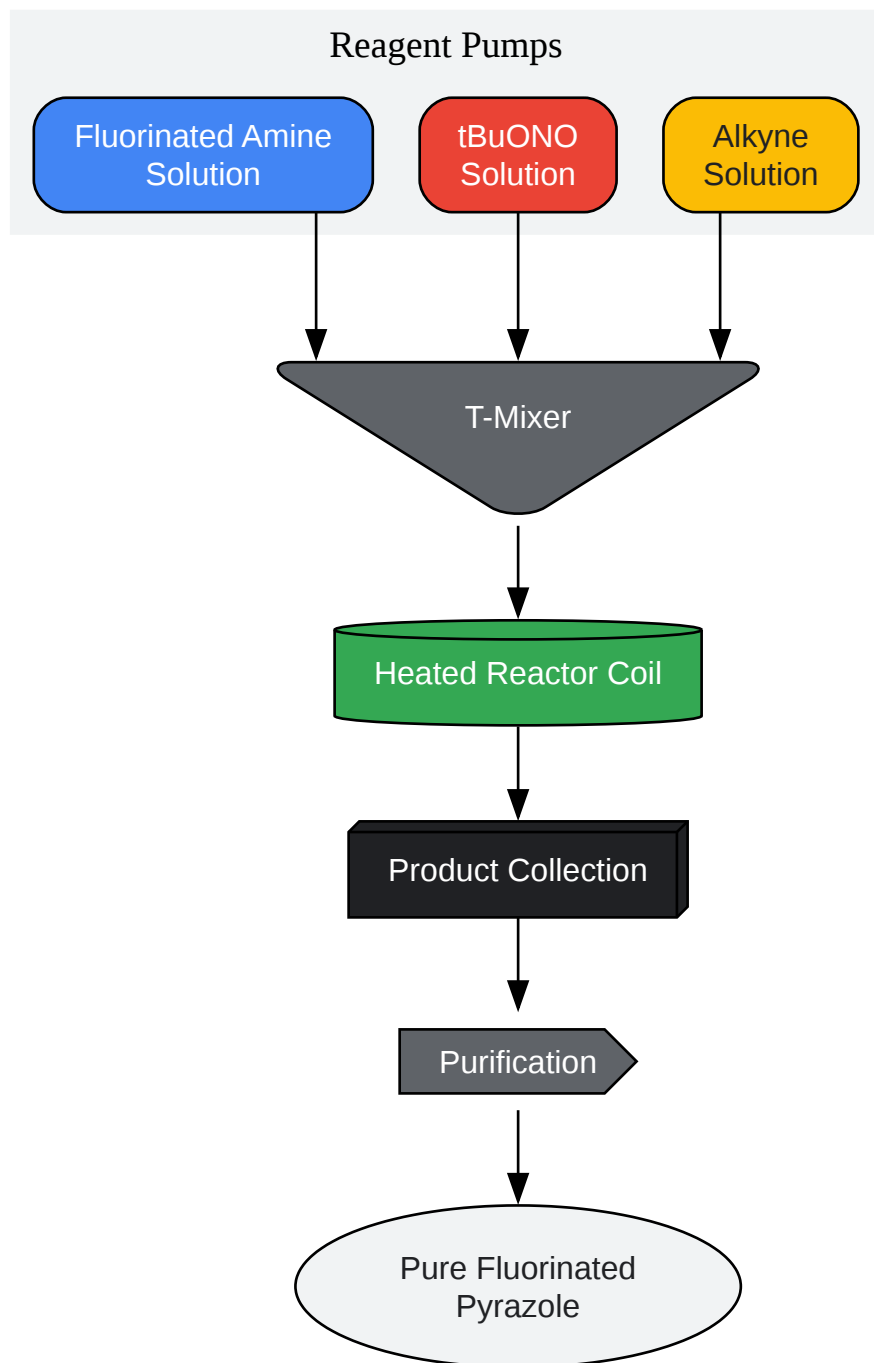 Reagent Pumps
Fluorinated Amine
Solution
tBuONO
Solution
Alkyne
Solution
T-Mixer
Heated Reactor Coil
Product Collection
Purification
Pure Fluorinated
Pyrazole